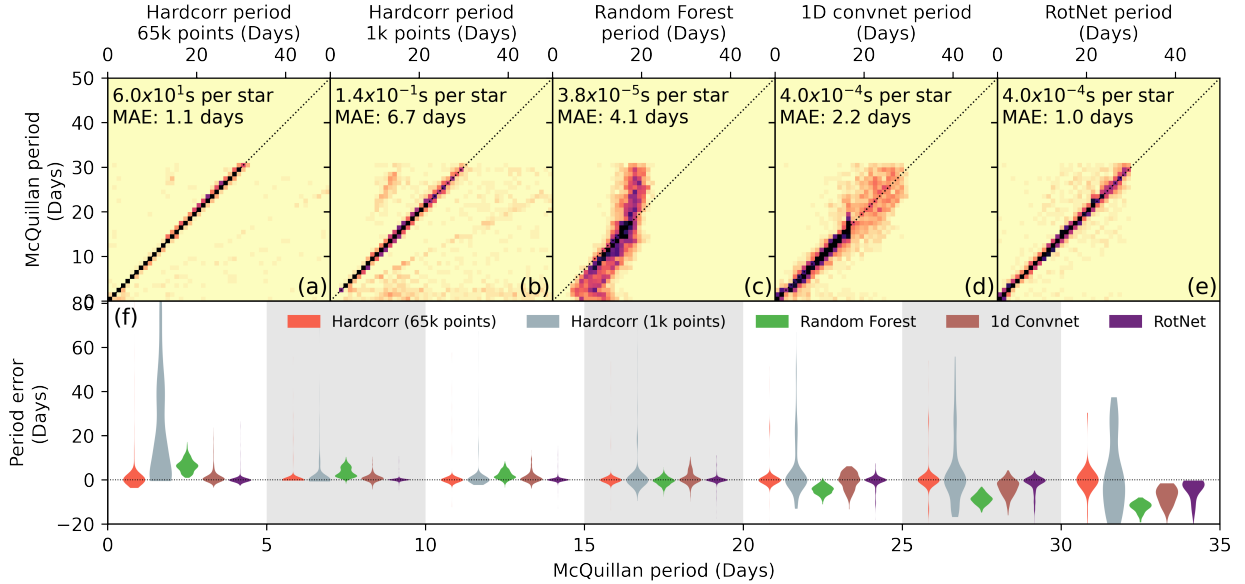 Hardcorr period
65k points (Days)
Hardcorr period
1k points (Days)
Random Forest
period (Days)
1D convnet period
(Days)
RotNet period
(Days)
0 20 40 0 20 40 0 20 40 0 20 40 0 20 40
McQuillan period
(Days)
50
40
30
20
10
0
6.0x10¹s per star
MAE: 1.1 days
(a)
1.4x10⁻¹s per star
MAE: 6.7 days
(b)
3.8x10⁻⁵s per star
MAE: 4.1 days
(c)
4.0x10⁻⁴s per star
MAE: 2.2 days
(d)
4.0x10⁻⁴s per star
MAE: 1.0 days
(e)
Period error
(Days)
80
60
40
20
0
−20
(f)
Hardcorr (65k points)
Hardcorr (1k points)
Random Forest
1d Convnet
RotNet
0 5 10 15 20 25 30 35
McQuillan period (Days)